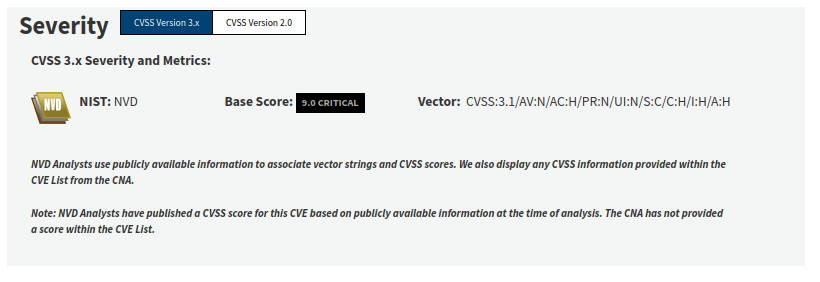 Severity CVSS Version 3.x CVSS Version 2.0
CVSS 3.x Severity and Metrics:
NVD NIST: NVD Base Score: 9.0 CRITICAL Vector: CVSS:3.1/AV:N/AC:H/PR:N/UI:N/S:C/C:H/I:H/A:H
NVD Analysts use publicly available information to associate vector strings and CVSS scores. We also display any CVSS information provided within the
CVE List from the CNA.
Note: NVD Analysts have published a CVSS score for this CVE based on publicly available information at the time of analysis. The CNA has not provided
a score within the CVE List.